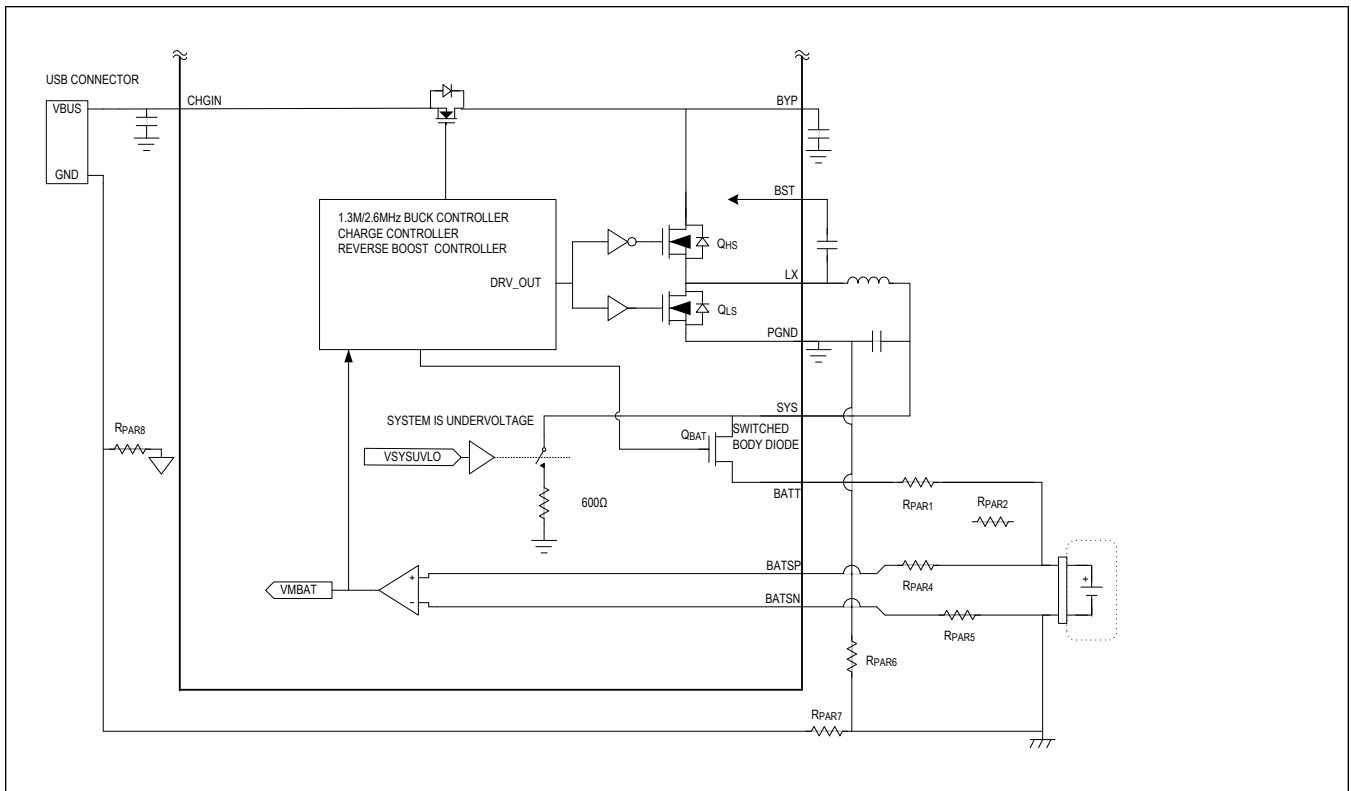 USB CONNECTOR
VBUS
GND
CHGIN
BYP
BST
1.3M/2.6MHz BUCK CONTROLLER
CHARGE CONTROLLER
REVERSE BOOST CONTROLLER
DRV_OUT
QHS
LX
QLS
PGND
SYS
SYSTEM IS UNDERVOLTAGE
QBAT
SWITCHED
BODY DIODE
RPAR8
VSYSUVLO
BATT
600Ω
RPAR1
RPAR2
BATSP
RPAR4
VMBAT
+
−
BATSN
+
RPAR5
RPAR6
RPAR7